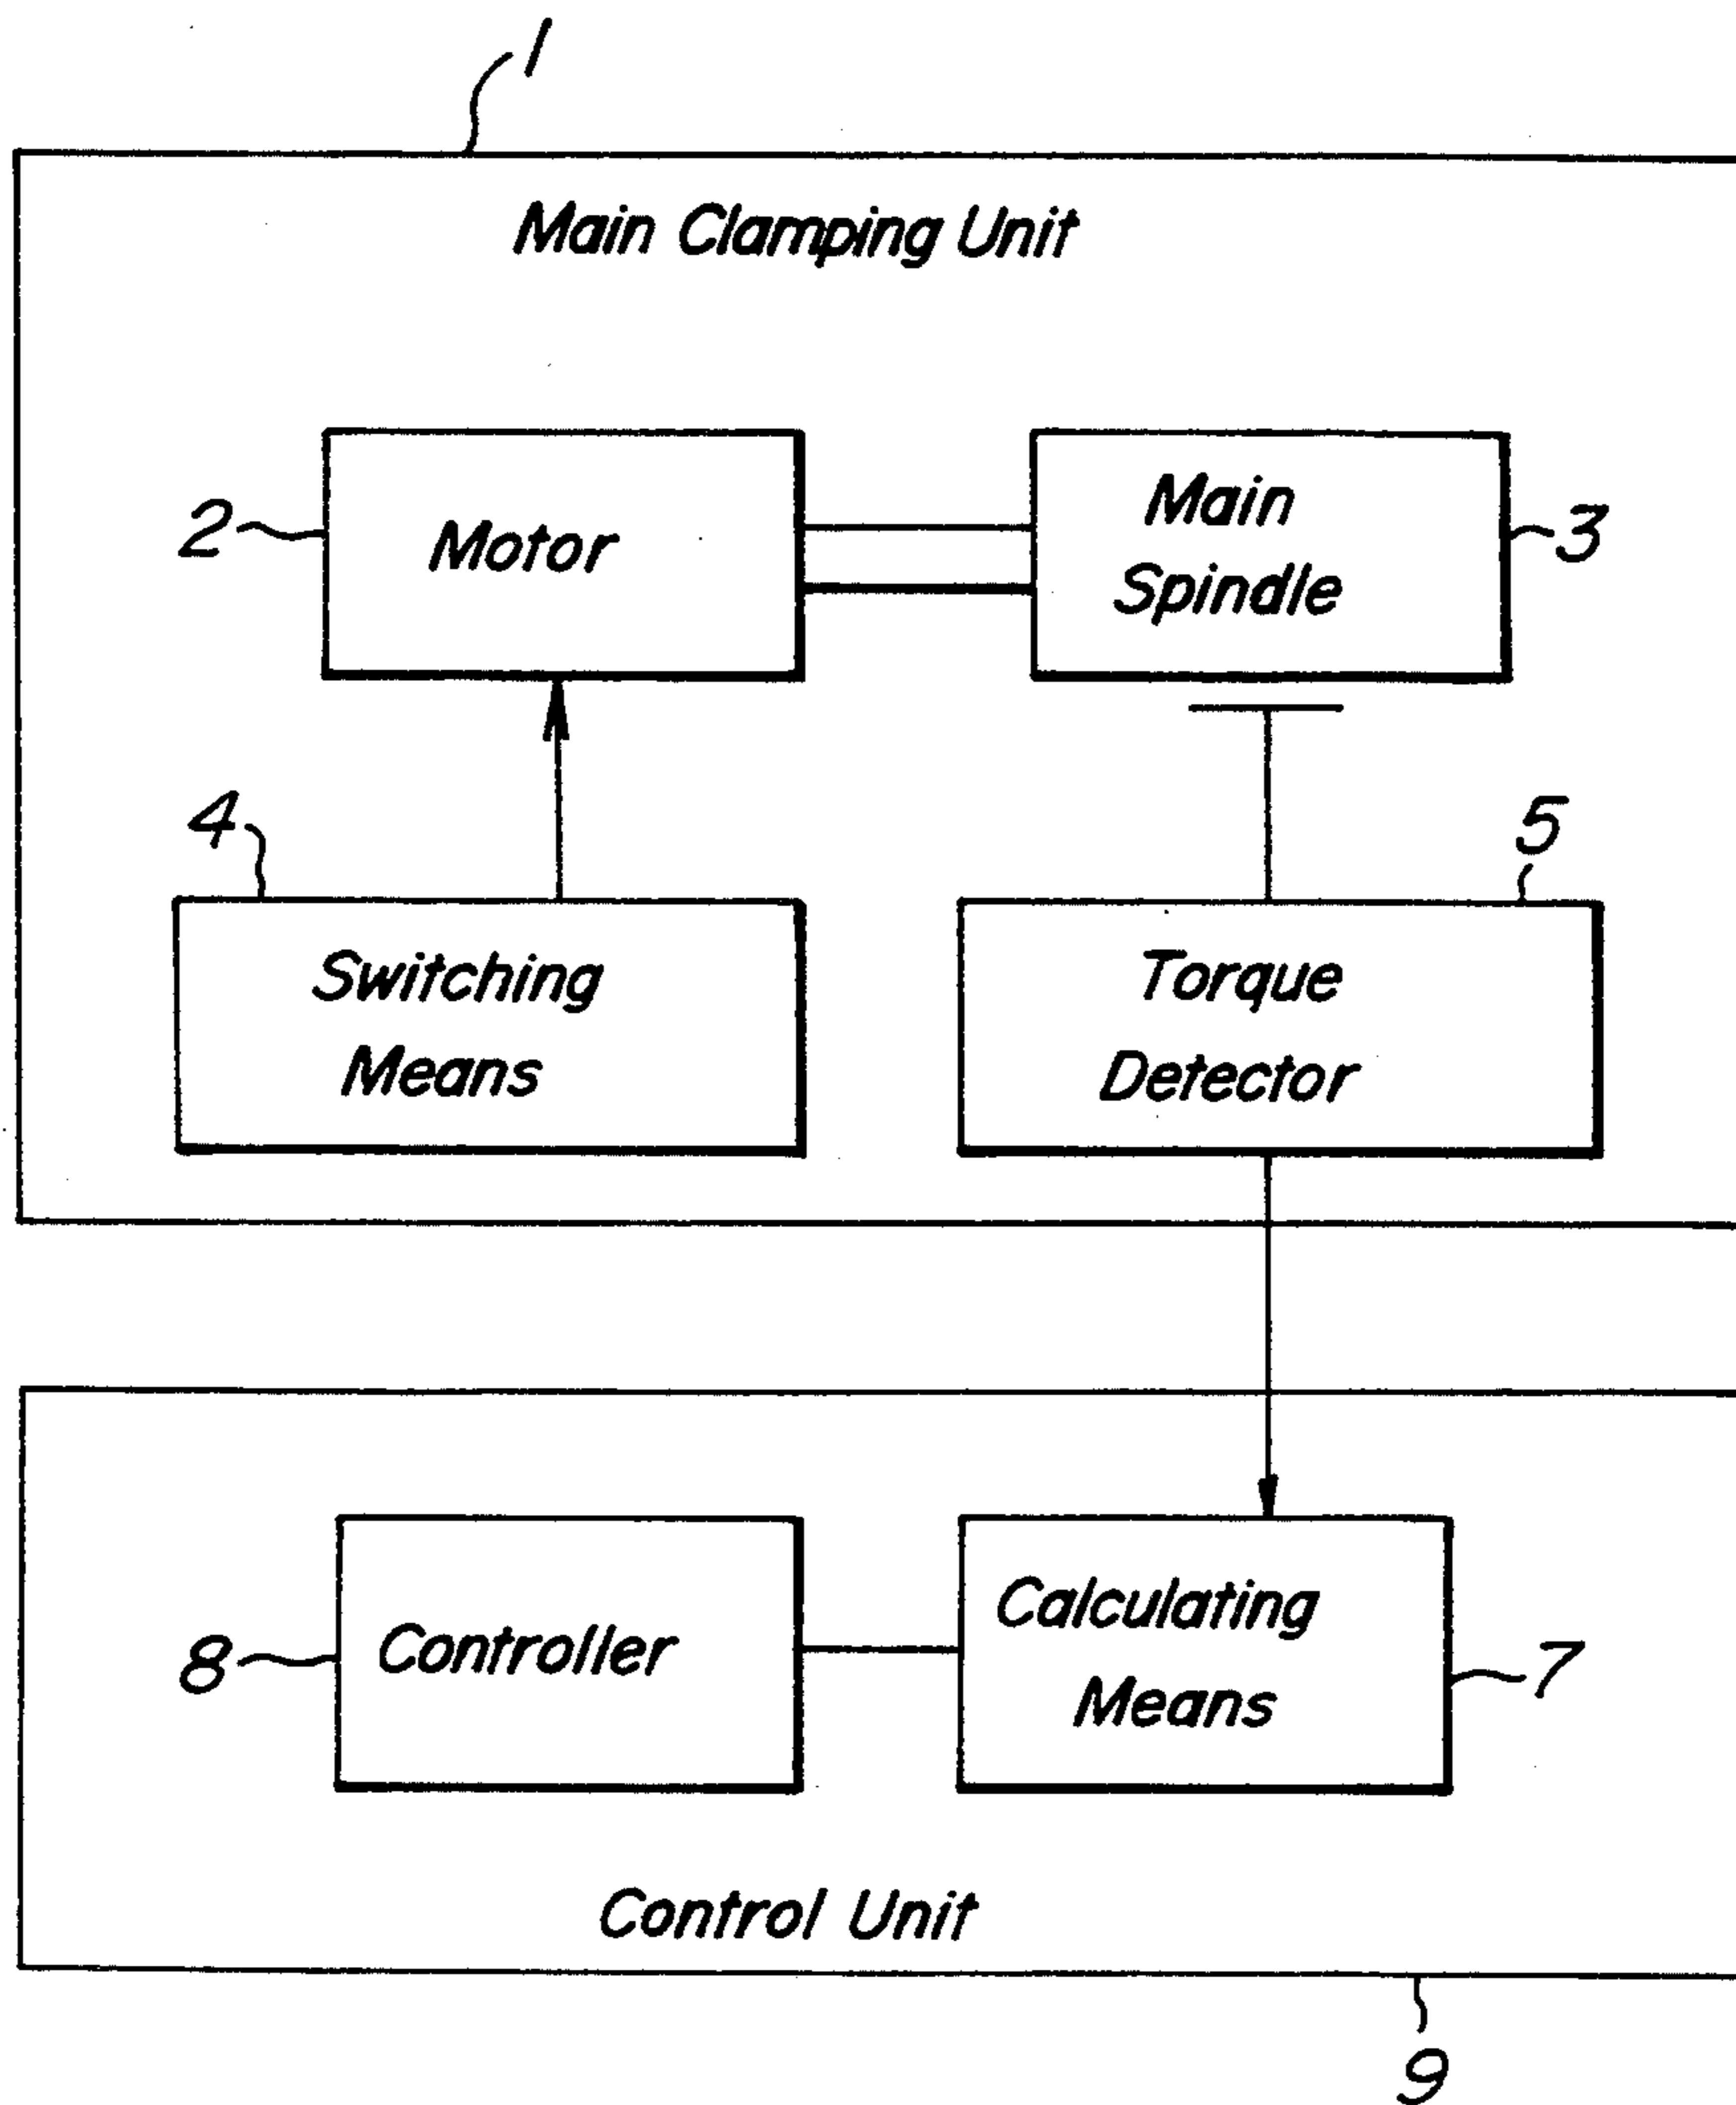 1
Main Clamping Unit
2
Motor
Main
Spindle
3
4
5
Switching
Means
Torque
Detector
8
Controller
Calculating
Means
7
Control Unit
9